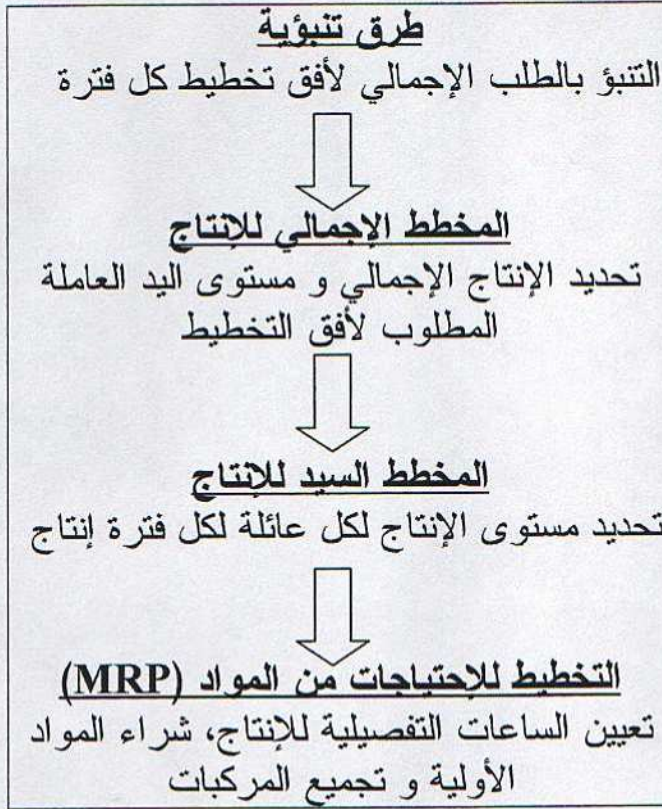 طرق تنبؤية
التنبؤ بالطلب الإجمالي لأفق تخطيط كل فترة
المخطط الإجمالي للإنتاج
تحديد الإنتاج الإجمالي و مستوى اليد العاملة
المطلوب لأفق التخطيط
المخطط السيد للإنتاج
تحديد مستوى الإنتاج لكل عائلة لكل فترة إنتاج
التخطيط للإحتياجات من المواد (MRP)
تعيين الساعات التفصيلية للإنتاج، شراء المواد
الأولية و تجميع المركبات